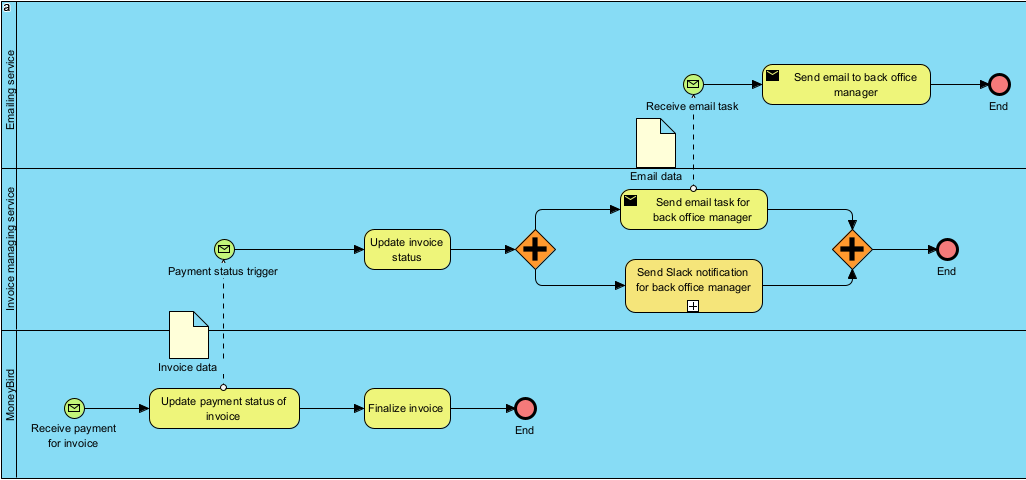 a
Emailing service
Send email to back office
manager
Receive email task
End
Email data
Invoice managing service
Send email task for
back office manager
Update invoice
status
Payment status trigger
Send Slack notification
for back office manager
End
Invoice data
MoneyBird
Update payment status of
invoice
Finalize invoice
Receive payment
for invoice
End